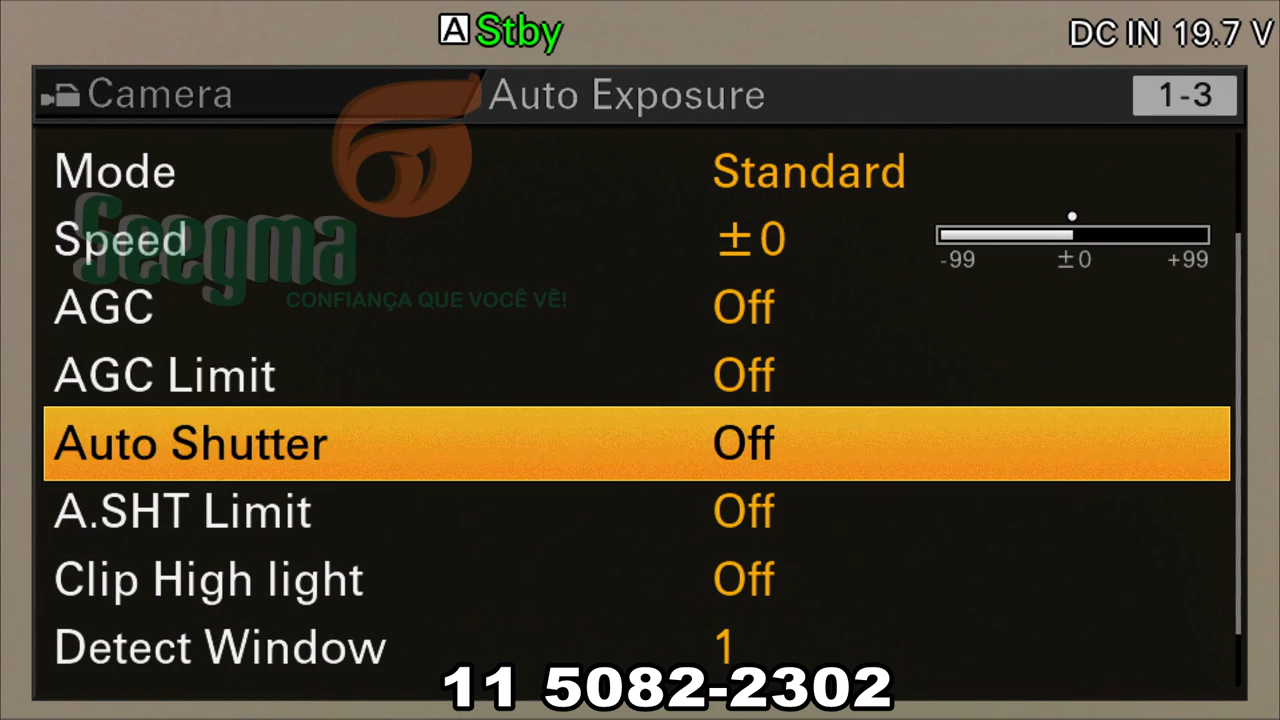 A Stby DC IN 19.7 V
Camera Auto Exposure 1-3
Mode Standard
Speed ±0
-99 ±0 +99
Seegma
CONFIANÇA QUE VOCÊ VÊ!
AGC Off
AGC Limit Off
Auto Shutter Off
A.SHT Limit Off
Clip High light Off
Detect Window 1
11 5082-2302